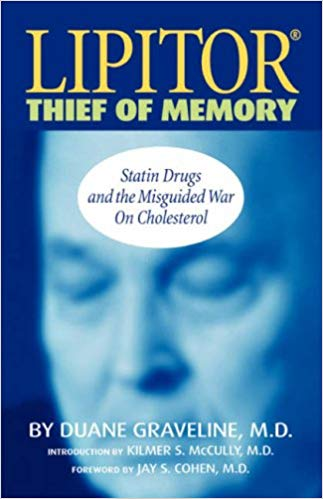 LIPITOR®
THIEF OF MEMORY
Statin Drugs
and the Misguided War
On Cholesterol
BY DUANE GRAVELINE, M.D.
INTRODUCTION BY KILMER S. McCULLY, M.D.
FOREWORD BY JAY S. COHEN, M.D.